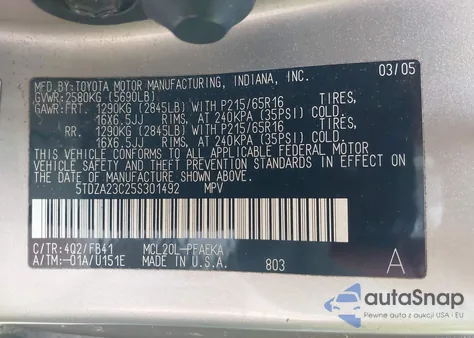 MFD. BY: TOYOTA MOTOR MANUFACTURING, INDIANA, INC. 03/05
GVWR: 2580KG (5690LB)
GAWR: FRT. 1290KG (2845LB) WITH P215/65R16 TIRES,
16X6.5JJ RIMS, AT 240KPA (35PSI) COLD.
RR. 1290KG (2845LB) WITH P215/65R16 TIRES,
16X6.5JJ RIMS, AT 240KPA (35PSI) COLD.
THIS VEHICLE CONFORMS TO ALL APPLICABLE FEDERAL MOTOR
VEHICLE SAFETY AND THEFT PREVENTION STANDARDS IN
EFFECT ON THE DATE OF MANUFACTURE SHOWN ABOVE.
5TDZA23C25S301492 MPV
C/TR: 4Q2/FB41 MCL20L-PFAEKA A
A/TM: -01A/U151E MADE IN U.S.A. 803
autoSnap
Twoje auto z aukcji USA i EU